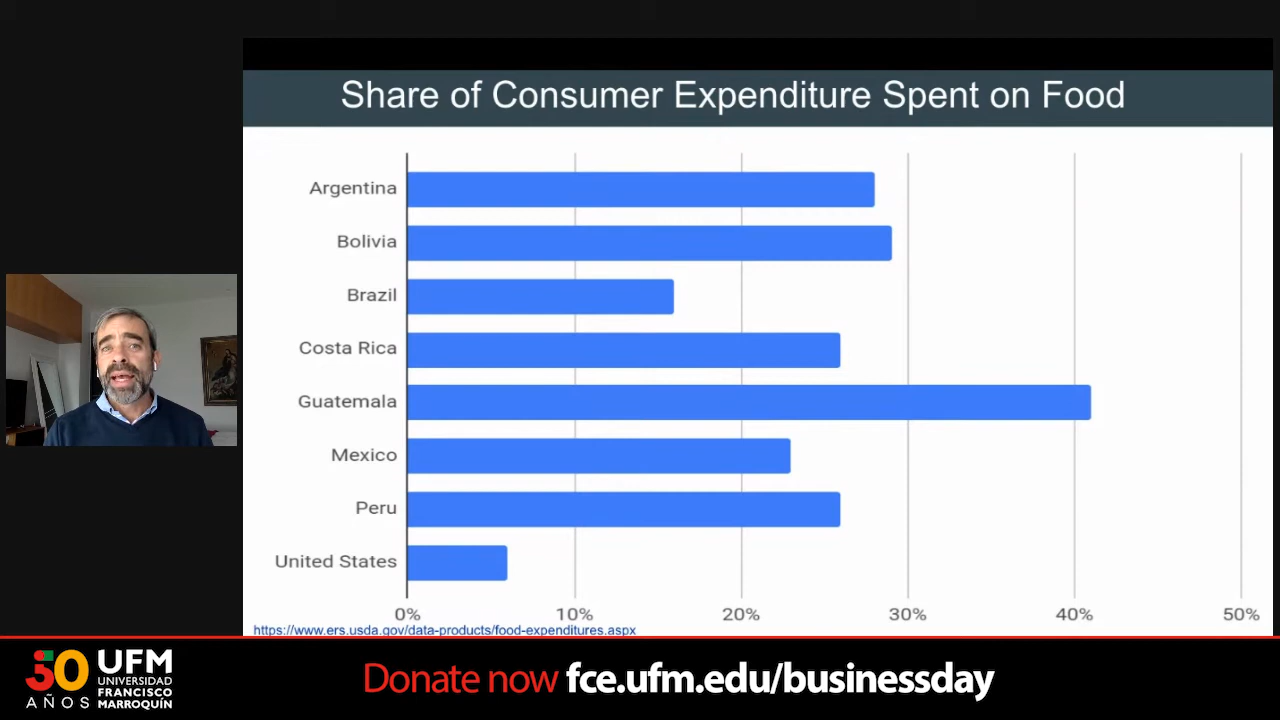 Share of Consumer Expenditure Spent on Food
Argentina
Bolivia
Brazil
Costa Rica
Guatemala
Mexico
Peru
United States
0% 10% 20% 30% 40% 50%
https://www.ers.usda.gov/data-products/food-expenditures.aspx
50 AÑOS
UFM
UNIVERSIDAD
FRANCISCO
MARROQUÍN
Donate now fce.ufm.edu/businessday